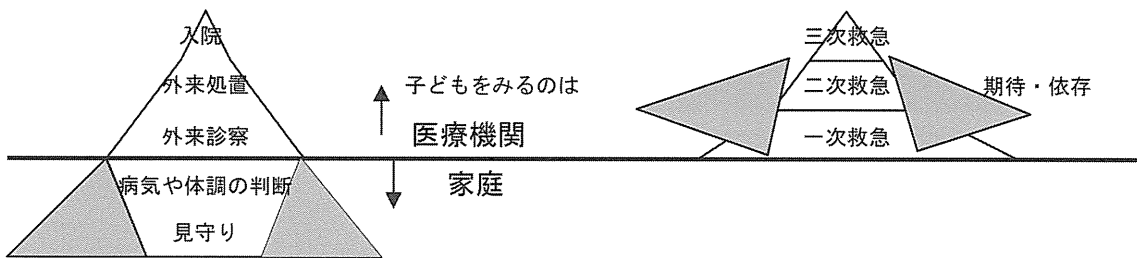 入院
外来処置
外来診察
病気や体調の判断
見守り
子どもをみるのは
医療機関
家庭
三次救急
二次救急
一次救急
期待・依存